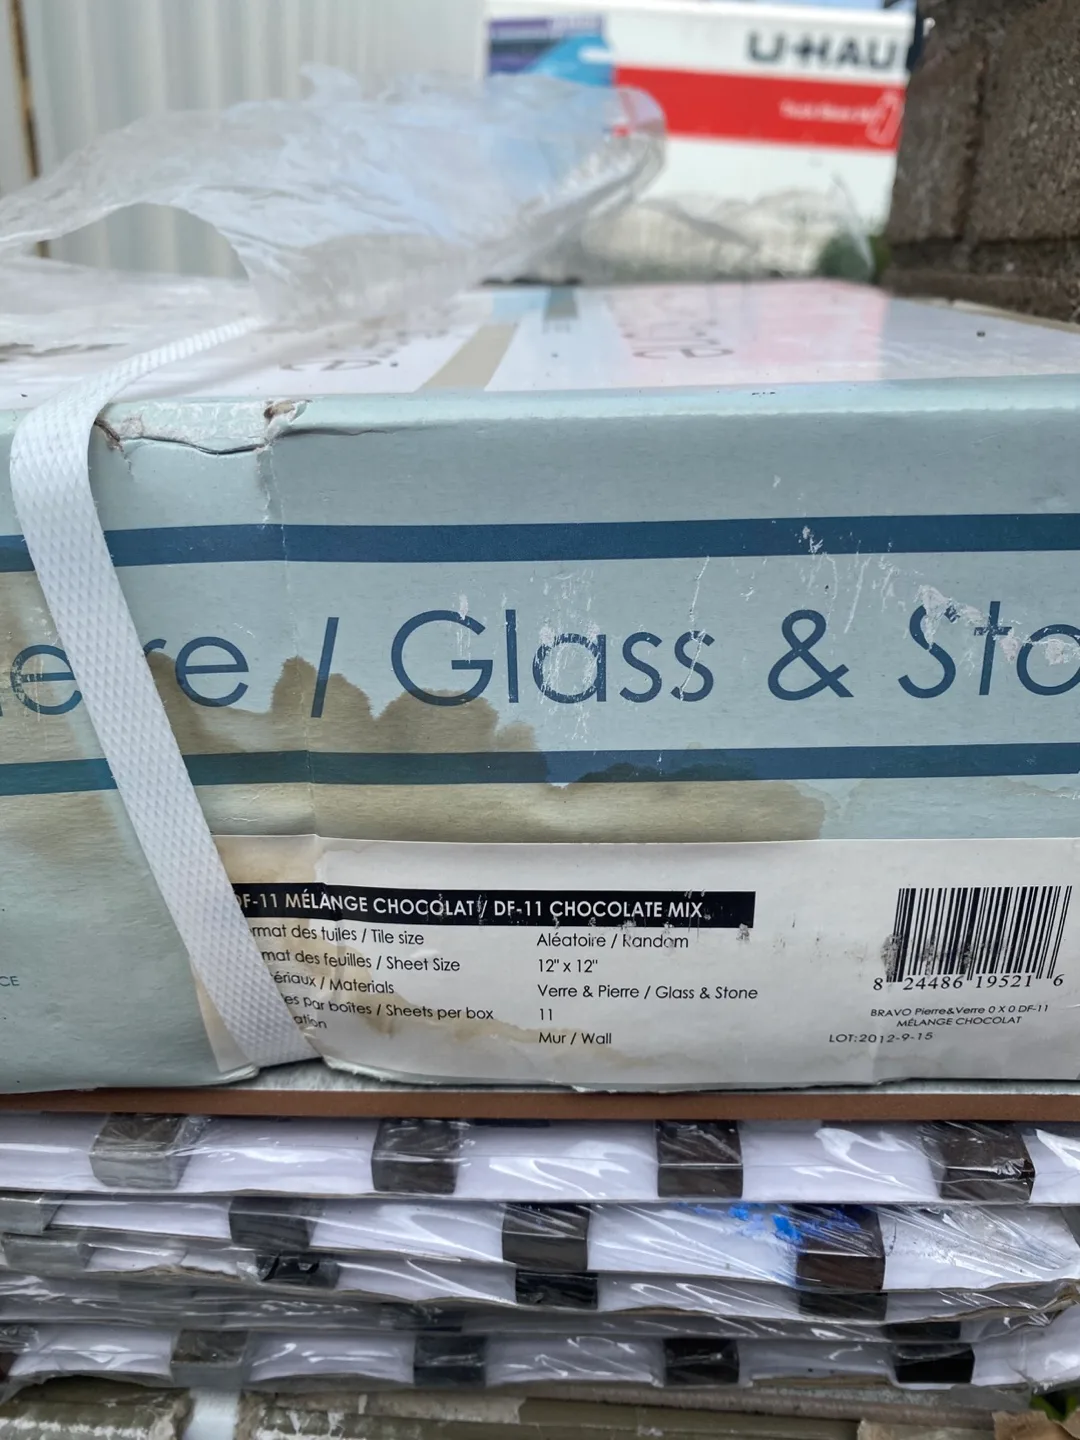 U-HAU
erre / Glass & Sto
DF-11 MÉLANGE CHOCOLAT / DF-11 CHOCOLATE MIX
rmat des tuiles / Tile size Aléatoire / Random
mat des feuilles / Sheet Size 12" x 12"
ériaux / Materials Verre & Pierre / Glass & Stone
es par boîtes / Sheets per box 11
ation Mur / Wall
CE
8 24486 19521 6
BRAVO Pierre&Verre 0 X 0 DF-11
MÉLANGE CHOCOLAT
LOT:2012-9-15